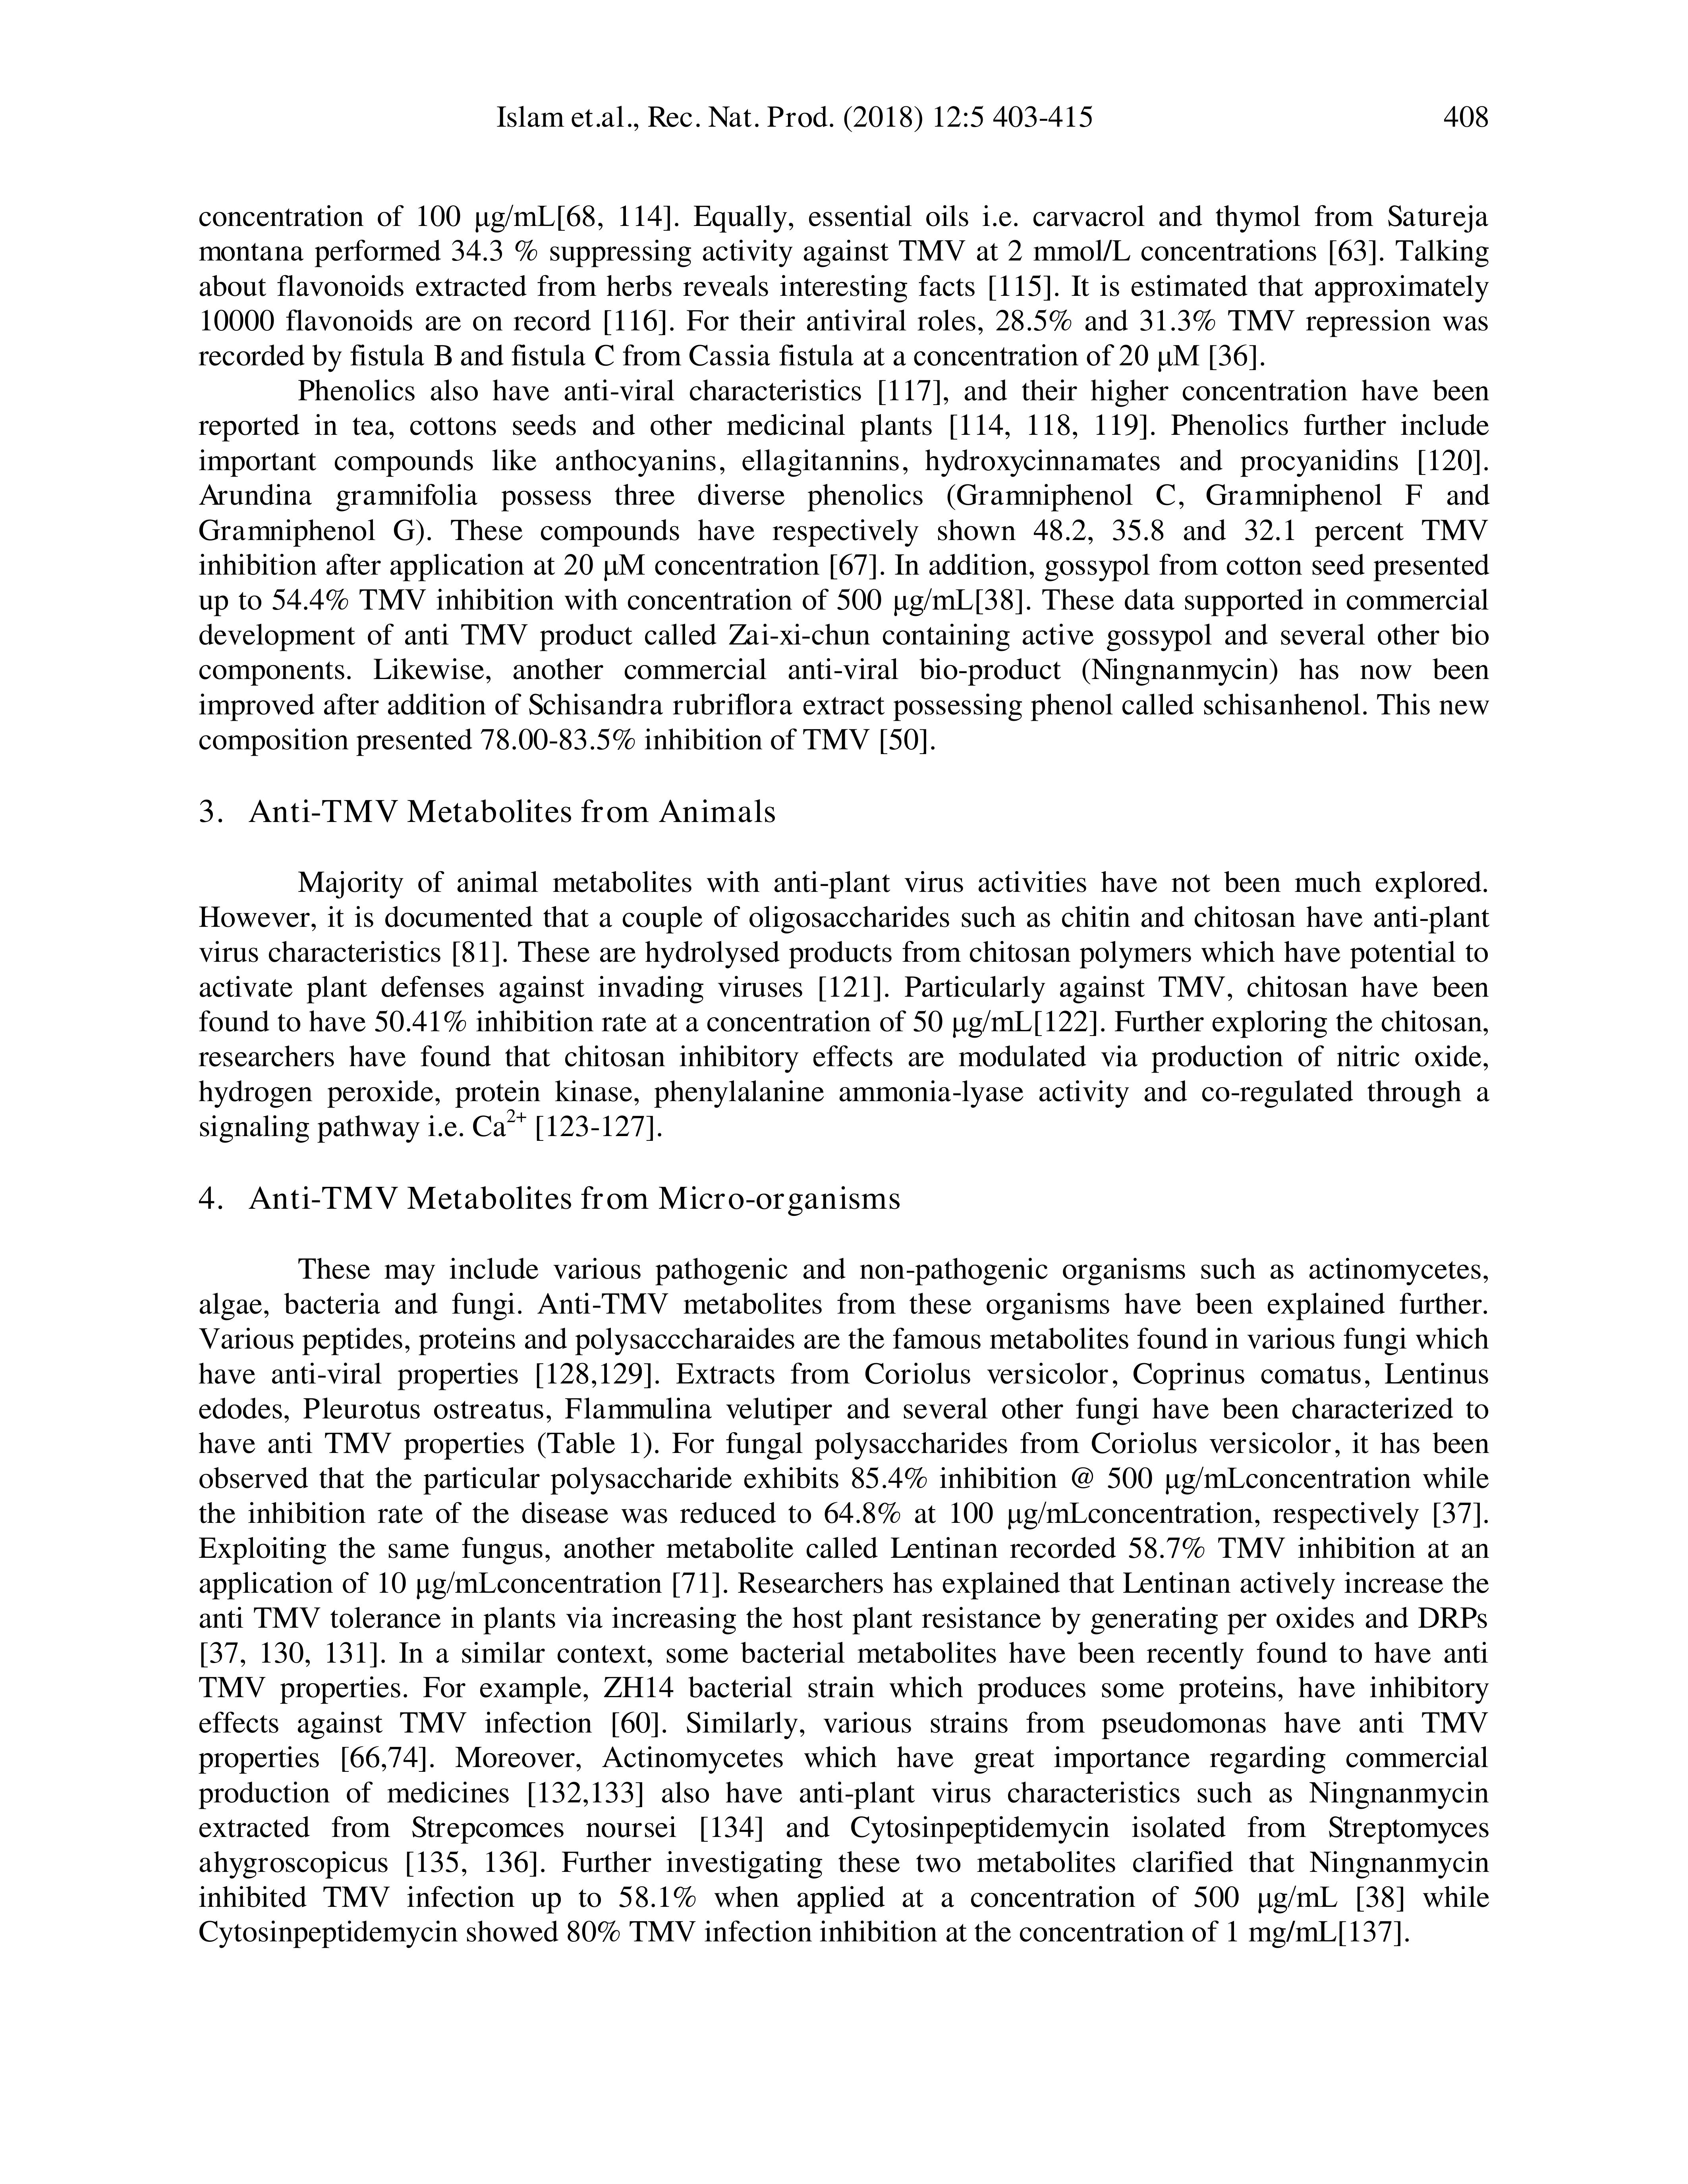 Islam et.al., Rec. Nat. Prod. (2018) 12:5 403-415 408
concentration of 100 µg/mL[68, 114]. Equally, essential oils i.e. carvacrol and thymol from Satureja
montana performed 34.3 % suppressing activity against TMV at 2 mmol/L concentrations [63]. Talking
about flavonoids extracted from herbs reveals interesting facts [115]. It is estimated that approximately
10000 flavonoids are on record [116]. For their antiviral roles, 28.5% and 31.3% TMV repression was
recorded by fistula B and fistula C from Cassia fistula at a concentration of 20 µM [36].
Phenolics also have anti-viral characteristics [117], and their higher concentration have been
reported in tea, cottons seeds and other medicinal plants [114, 118, 119]. Phenolics further include
important compounds like anthocyanins, ellagitannins, hydroxycinnamates and procyanidins [120].
Arundina gramnifolia possess three diverse phenolics (Gramniphenol C, Gramniphenol F and
Gramniphenol G). These compounds have respectively shown 48.2, 35.8 and 32.1 percent TMV
inhibition after application at 20 µM concentration [67]. In addition, gossypol from cotton seed presented
up to 54.4% TMV inhibition with concentration of 500 µg/mL[38]. These data supported in commercial
development of anti TMV product called Zai-xi-chun containing active gossypol and several other bio
components. Likewise, another commercial anti-viral bio-product (Ningnanmycin) has now been
improved after addition of Schisandra rubriflora extract possessing phenol called schisanhenol. This new
composition presented 78.00-83.5% inhibition of TMV [50].
3. Anti-TMV Metabolites from Animals
Majority of animal metabolites with anti-plant virus activities have not been much explored.
However, it is documented that a couple of oligosaccharides such as chitin and chitosan have anti-plant
virus characteristics [81]. These are hydrolysed products from chitosan polymers which have potential to
activate plant defenses against invading viruses [121]. Particularly against TMV, chitosan have been
found to have 50.41% inhibition rate at a concentration of 50 µg/mL[122]. Further exploring the chitosan,
researchers have found that chitosan inhibitory effects are modulated via production of nitric oxide,
hydrogen peroxide, protein kinase, phenylalanine ammonia-lyase activity and co-regulated through a
signaling pathway i.e. Ca²⁺ [123-127].
4. Anti-TMV Metabolites from Micro-organisms
These may include various pathogenic and non-pathogenic organisms such as actinomycetes,
algae, bacteria and fungi. Anti-TMV metabolites from these organisms have been explained further.
Various peptides, proteins and polysacccharaides are the famous metabolites found in various fungi which
have anti-viral properties [128,129]. Extracts from Coriolus versicolor, Coprinus comatus, Lentinus
edodes, Pleurotus ostreatus, Flammulina velutiper and several other fungi have been characterized to
have anti TMV properties (Table 1). For fungal polysaccharides from Coriolus versicolor, it has been
observed that the particular polysaccharide exhibits 85.4% inhibition @ 500 µg/mLconcentration while
the inhibition rate of the disease was reduced to 64.8% at 100 µg/mLconcentration, respectively [37].
Exploiting the same fungus, another metabolite called Lentinan recorded 58.7% TMV inhibition at an
application of 10 µg/mLconcentration [71]. Researchers has explained that Lentinan actively increase the
anti TMV tolerance in plants via increasing the host plant resistance by generating per oxides and DRPs
[37, 130, 131]. In a similar context, some bacterial metabolites have been recently found to have anti
TMV properties. For example, ZH14 bacterial strain which produces some proteins, have inhibitory
effects against TMV infection [60]. Similarly, various strains from pseudomonas have anti TMV
properties [66,74]. Moreover, Actinomycetes which have great importance regarding commercial
production of medicines [132,133] also have anti-plant virus characteristics such as Ningnanmycin
extracted from Strepcomces noursei [134] and Cytosinpeptidemycin isolated from Streptomyces
ahygroscopicus [135, 136]. Further investigating these two metabolites clarified that Ningnanmycin
inhibited TMV infection up to 58.1% when applied at a concentration of 500 µg/mL [38] while
Cytosinpeptidemycin showed 80% TMV infection inhibition at the concentration of 1 mg/mL[137].